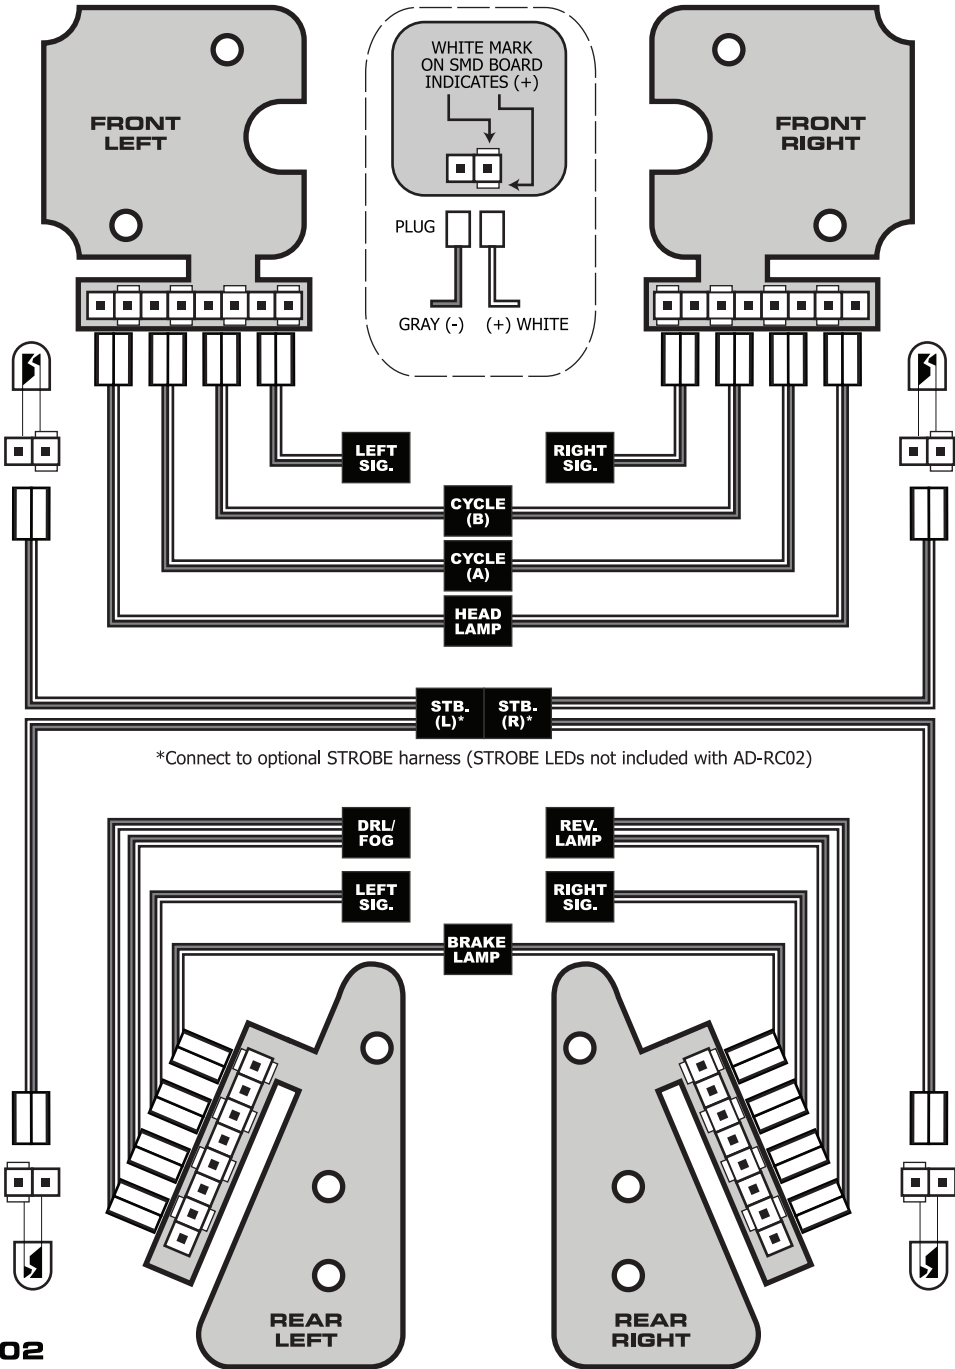 WHITE MARK
ON SMD BOARD
INDICATES (+)
FRONT
LEFT
FRONT
RIGHT
PLUG
GRAY (-)
(+) WHITE
LEFT
SIG.
RIGHT
SIG.
CYCLE
(B)
CYCLE
(A)
HEAD
LAMP
STB.
(L)*
STB.
(R)*
*Connect to optional STROBE harness (STROBE LEDs not included with AD-RC02)
DRL/
FOG
REV.
LAMP
LEFT
SIG.
RIGHT
SIG.
BRAKE
LAMP
REAR
LEFT
REAR
RIGHT
02